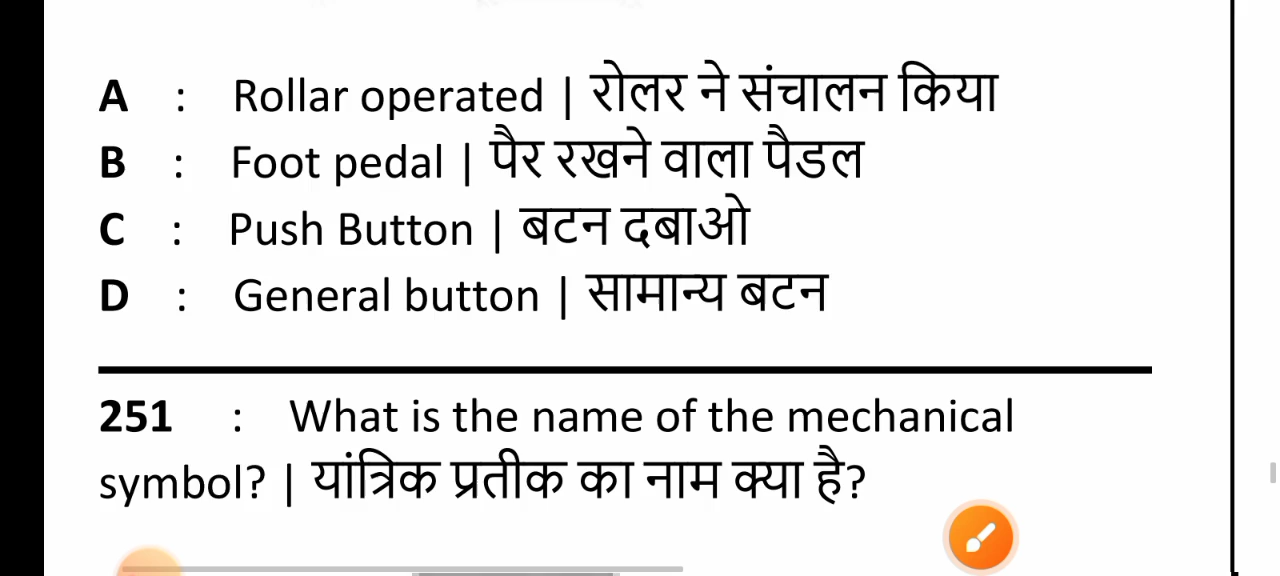 A : Rollar operated | रोलर ने संचालन किया
B : Foot pedal | पैर रखने वाला पैडल
C : Push Button | बटन दबाओ
D : General button | सामान्य बटन
251 : What is the name of the mechanical
symbol? | यांत्रिक प्रतीक का नाम क्या है?